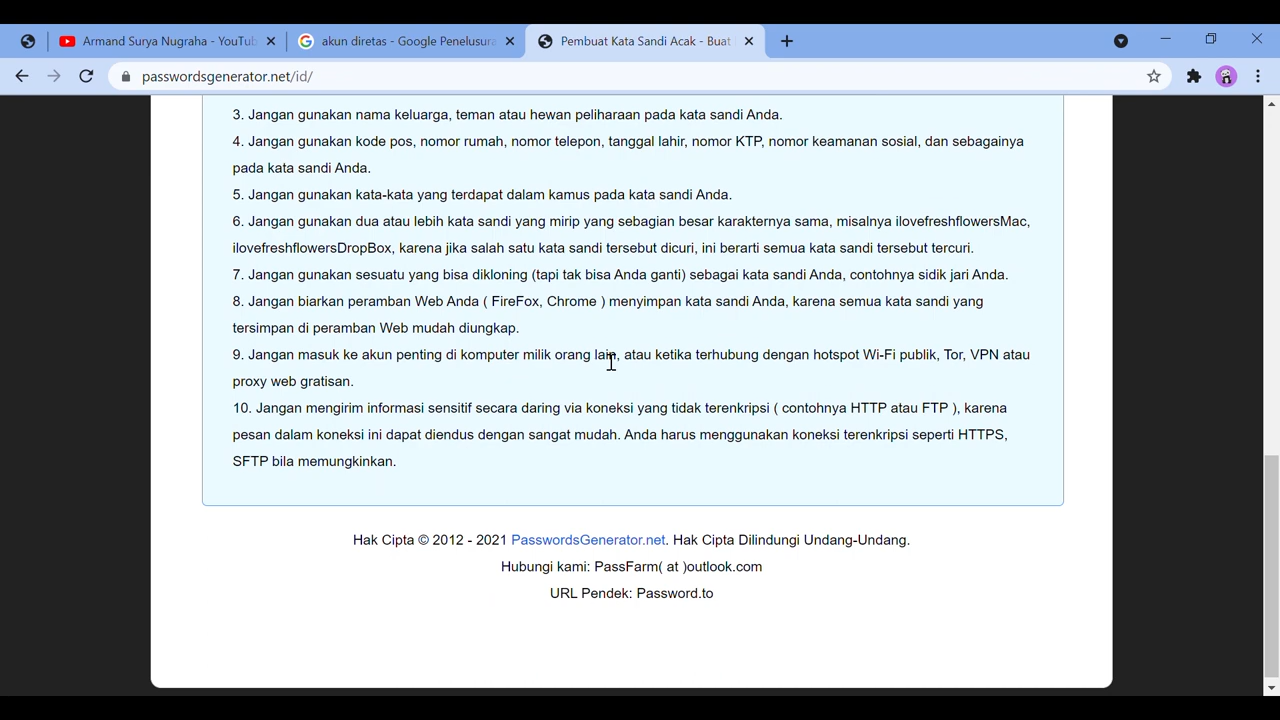 Armand Surya Nugraha - YouTub
akun diretas - Google Penelusura
Pembuat Kata Sandi Acak - Buat
passwordsgenerator.net/id/
3. Jangan gunakan nama keluarga, teman atau hewan peliharaan pada kata sandi Anda.
4. Jangan gunakan kode pos, nomor rumah, nomor telepon, tanggal lahir, nomor KTP, nomor keamanan sosial, dan sebagainya
pada kata sandi Anda.
5. Jangan gunakan kata-kata yang terdapat dalam kamus pada kata sandi Anda.
6. Jangan gunakan dua atau lebih kata sandi yang mirip yang sebagian besar karakternya sama, misalnya ilovefreshflowersMac,
ilovefreshflowersDropBox, karena jika salah satu kata sandi tersebut dicuri, ini berarti semua kata sandi tersebut tercuri.
7. Jangan gunakan sesuatu yang bisa dikloning (tapi tak bisa Anda ganti) sebagai kata sandi Anda, contohnya sidik jari Anda.
8. Jangan biarkan peramban Web Anda ( FireFox, Chrome ) menyimpan kata sandi Anda, karena semua kata sandi yang
tersimpan di peramban Web mudah diungkap.
9. Jangan masuk ke akun penting di komputer milik orang lain, atau ketika terhubung dengan hotspot Wi-Fi publik, Tor, VPN atau
proxy web gratisan.
10. Jangan mengirim informasi sensitif secara daring via koneksi yang tidak terenkripsi ( contohnya HTTP atau FTP ), karena
pesan dalam koneksi ini dapat diendus dengan sangat mudah. Anda harus menggunakan koneksi terenkripsi seperti HTTPS,
SFTP bila memungkinkan.
Hak Cipta © 2012 - 2021 PasswordsGenerator.net. Hak Cipta Dilindungi Undang-Undang.
Hubungi kami: PassFarm( at )outlook.com
URL Pendek: Password.to